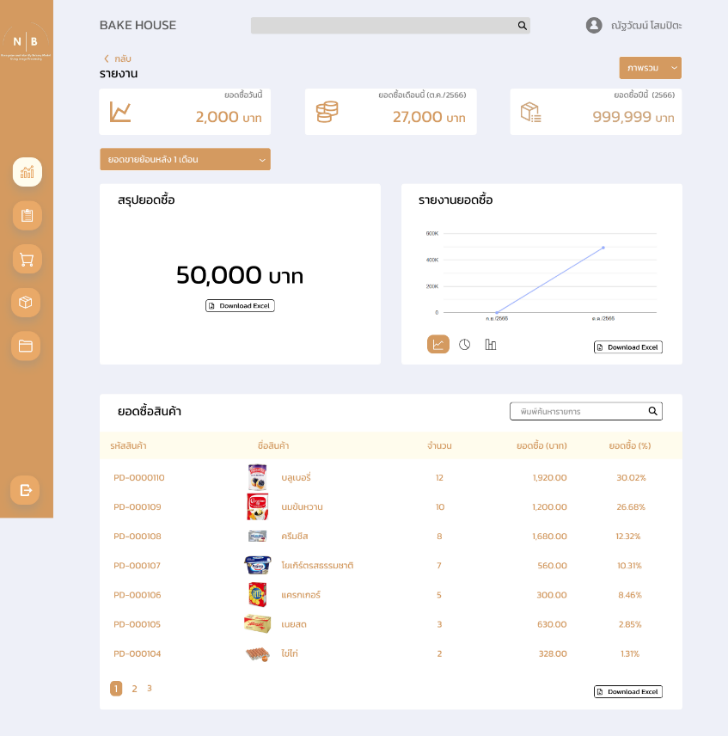 BAKE HOUSE
ณัฐวัฒน์ โสมปิตะ
N B
กลับ
รายงาน
ภาพรวม
ยอดซื้อวันนี้
2,000 บาท
ยอดซื้อเดือนนี้ (ต.ค./2566)
27,000 บาท
ยอดซื้อปีนี้ (2566)
999,999 บาท
ยอดขายย้อนหลัง 1 เดือน
สรุปยอดซื้อ
50,000 บาท
Download Excel
รายงานยอดซื้อ
600K
400K
200K
0
ก.ย./2565
ต.ค./2565
Download Excel
ยอดซื้อสินค้า
พิมพ์ค้นหารายการ
รหัสสินค้า ชื่อสินค้า จำนวน ยอดซื้อ (บาท) ยอดซื้อ (%)
PD-0000110 บลูเบอรี่ 12 1,920.00 30.02%
PD-000109 นมข้นหวาน 10 1,200.00 26.68%
PD-000108 ครีมชีส 8 1,680.00 12.32%
PD-000107 โยเกิร์ตรสธรรมชาติ 7 560.00 10.31%
PD-000106 แครกเกอร์ 5 300.00 8.46%
PD-000105 เนยสด 3 630.00 2.85%
PD-000104 ไข่ไก่ 2 328.00 1.31%
1 2 3
Download Excel